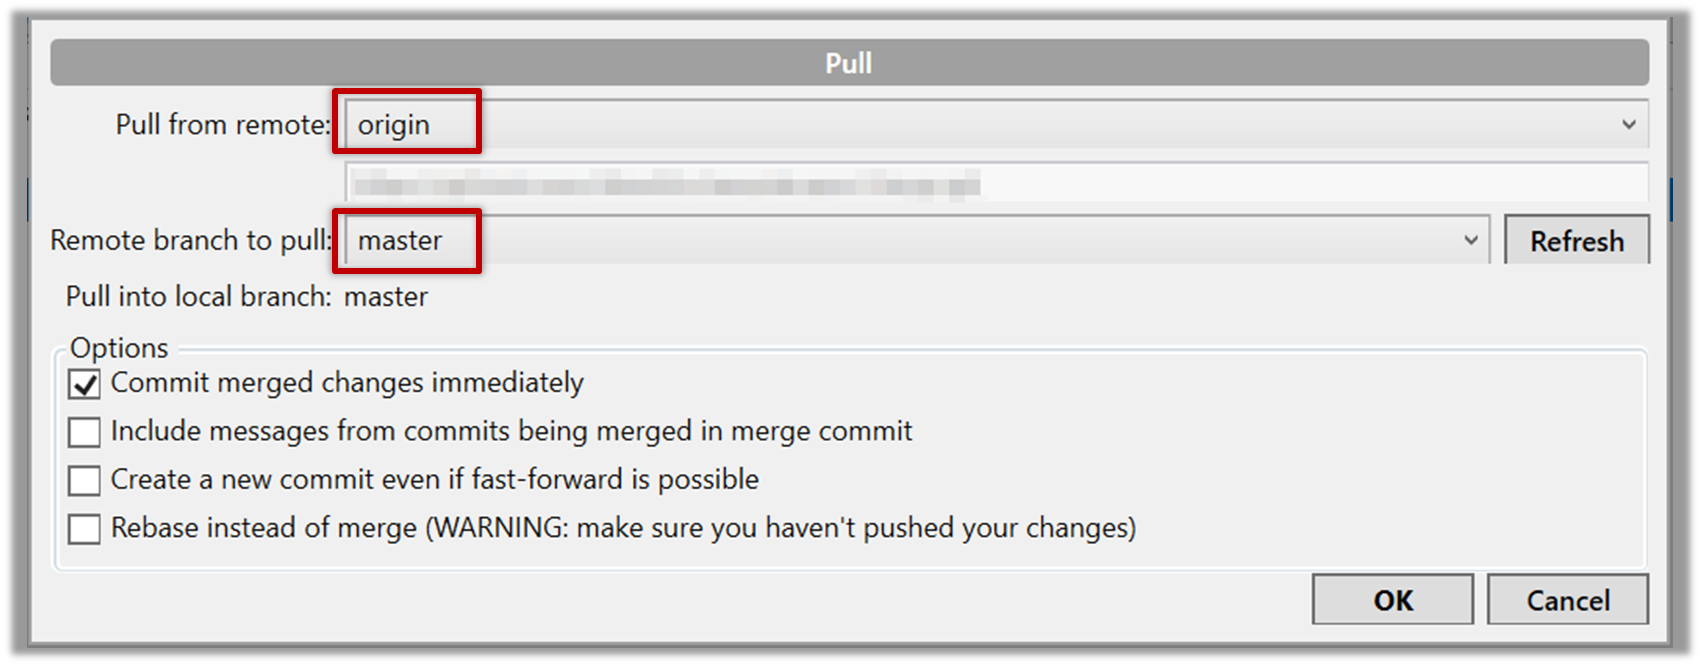 Pull
Pull from remote: origin
Remote branch to pull: master Refresh
Pull into local branch: master
Options
Commit merged changes immediately
Include messages from commits being merged in merge commit
Create a new commit even if fast-forward is possible
Rebase instead of merge (WARNING: make sure you haven't pushed your changes)
OK Cancel